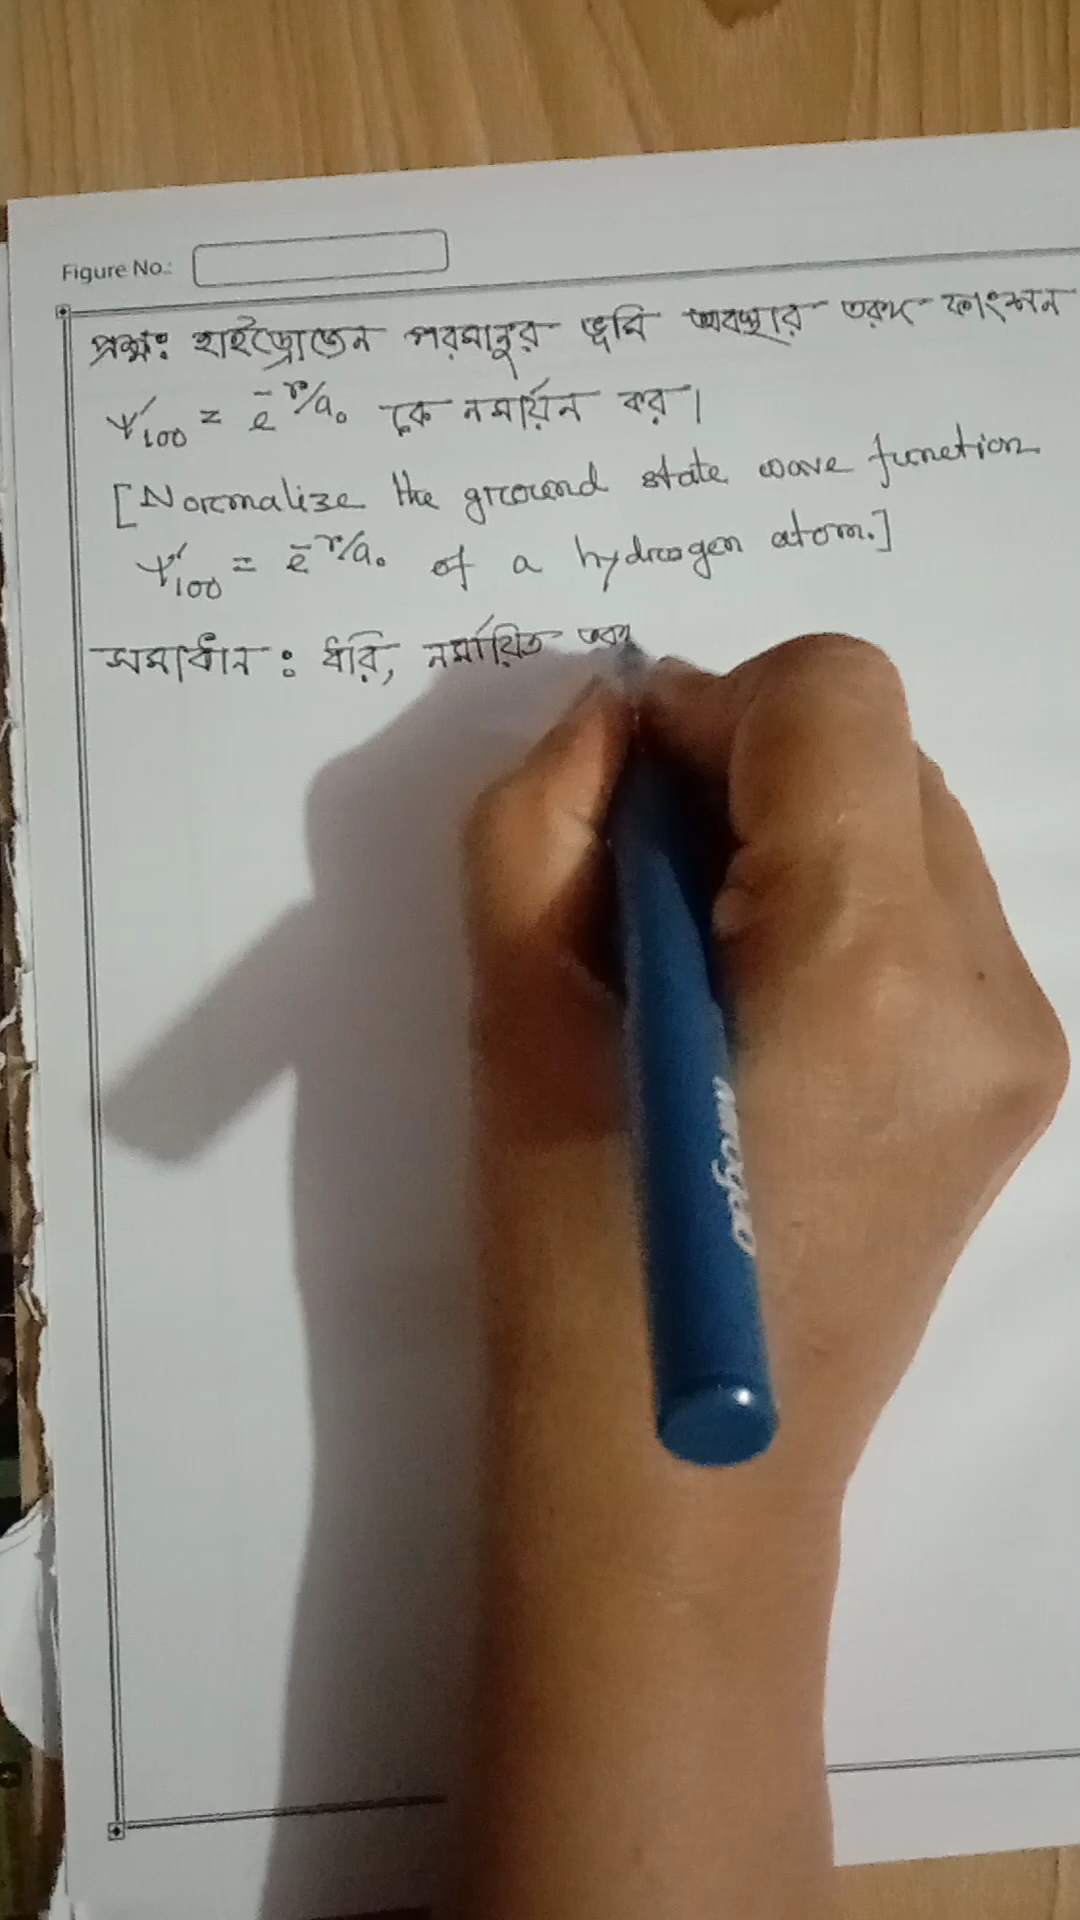 Figure No.:
প্রশ্ন: হাইড্রোজেন পরমানুর ভূমি অবস্থার তরঙ্গ ফাংশন
ψ₁₀₀ = e^-r/a₀ কে নর্মায়ন কর।
[Normalize the ground state wave function
ψ₁₀₀ = e^-r/a₀ of a hydrogen atom.]
সমাধান: ধরি, নর্মায়িত